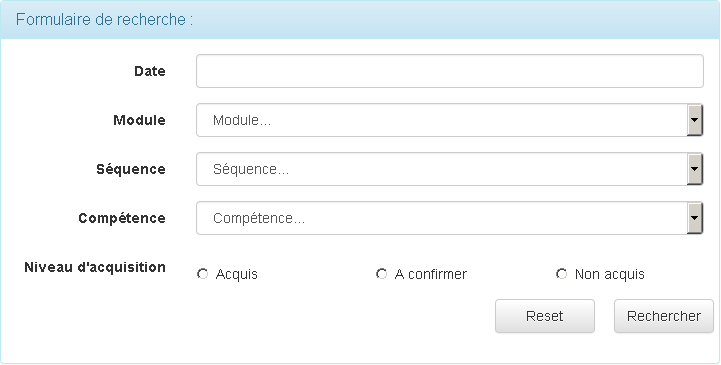 Formulaire de recherche :
Date
Module
Module...
Séquence
Séquence...
Compétence
Compétence...
Niveau d'acquisition
Acquis
A confirmer
Non acquis
Reset
Rechercher